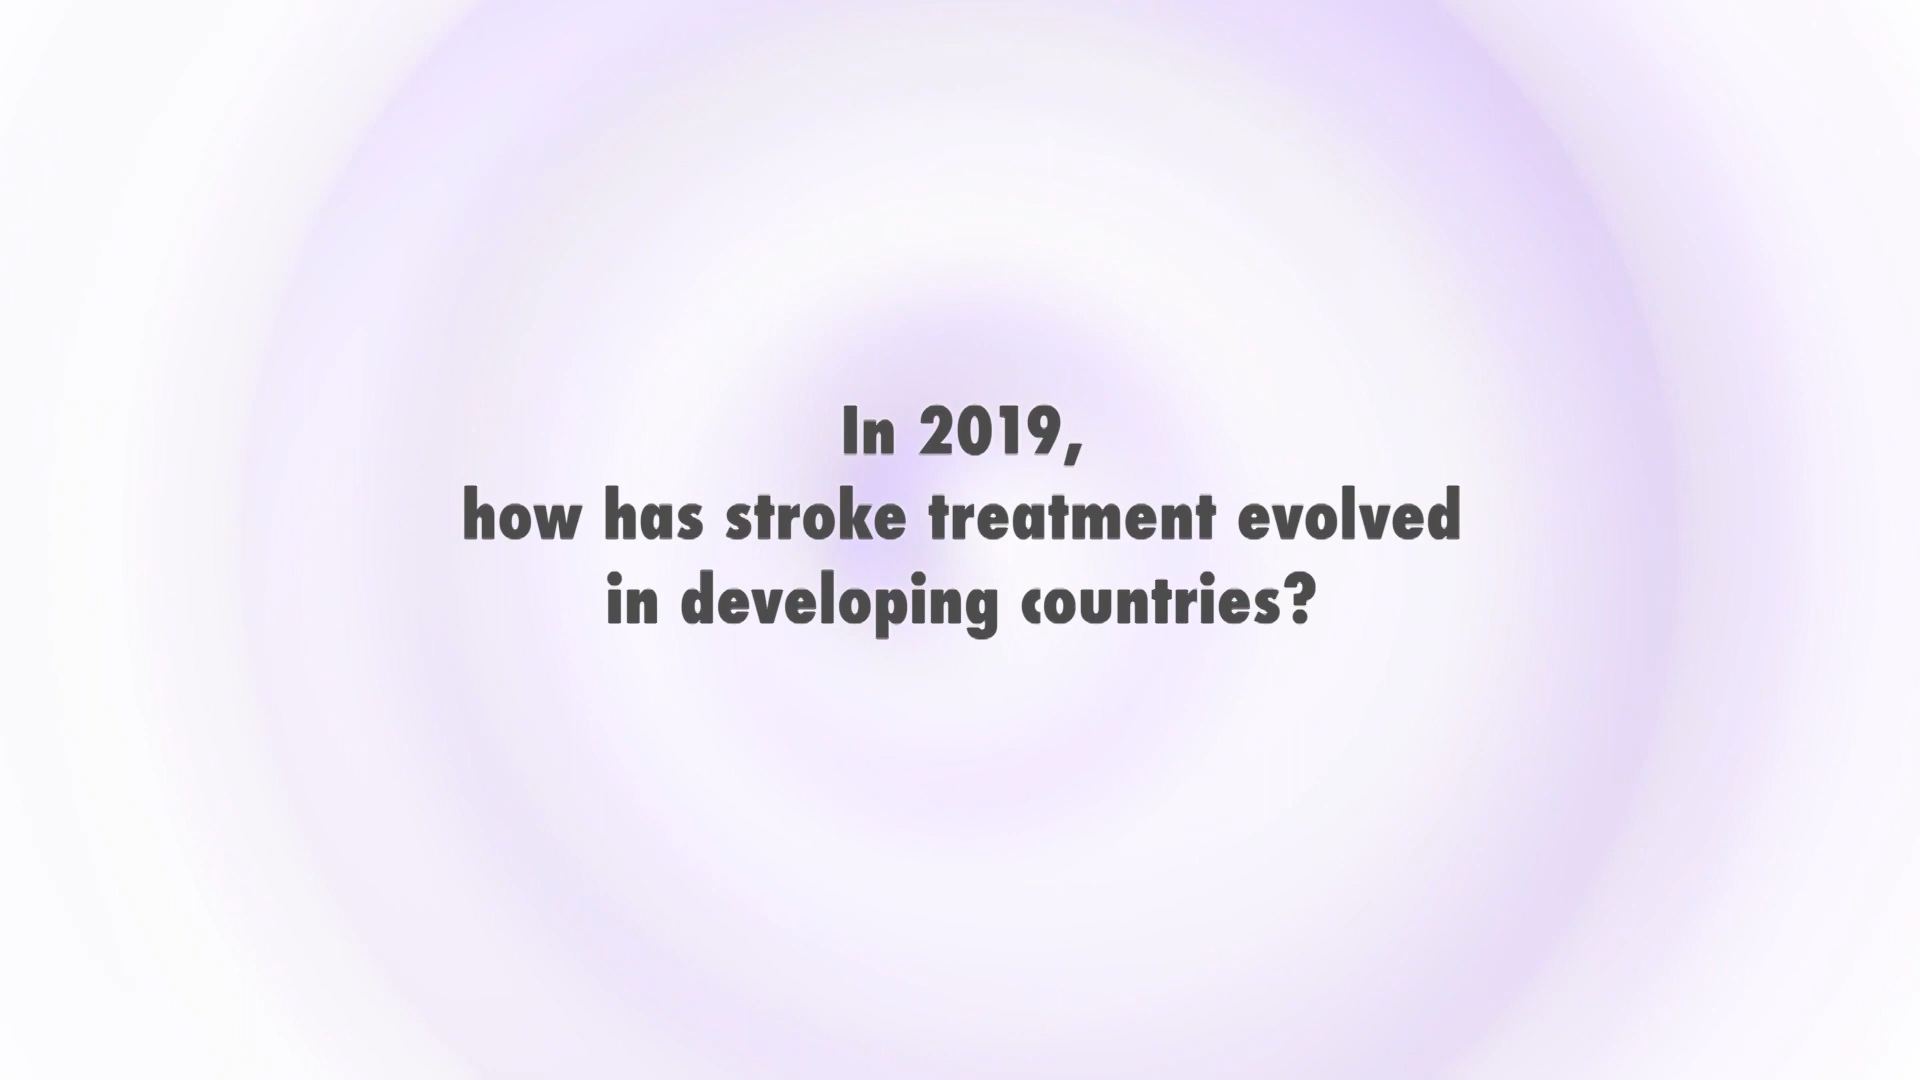 In 2019,
how has stroke treatment evolved
in developing countries?